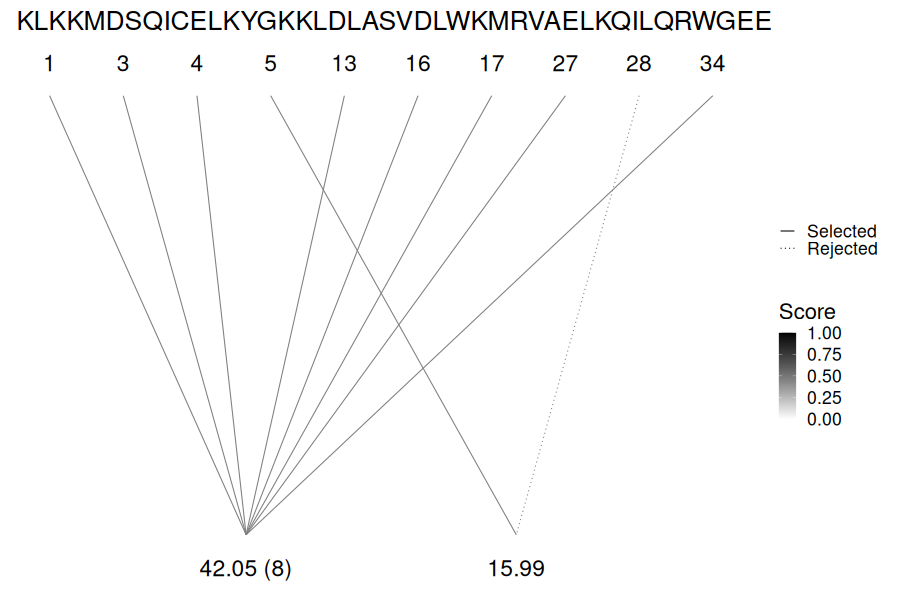 KLKKMDSQICELKYGKKLDLASVDLWKMRVAELKQILQRWGEE
1 3 4 5 13 16 17 27 28 34
Selected
Rejected
Score
1.00
0.75
0.50
0.25
0.00
42.05 (8) 15.99